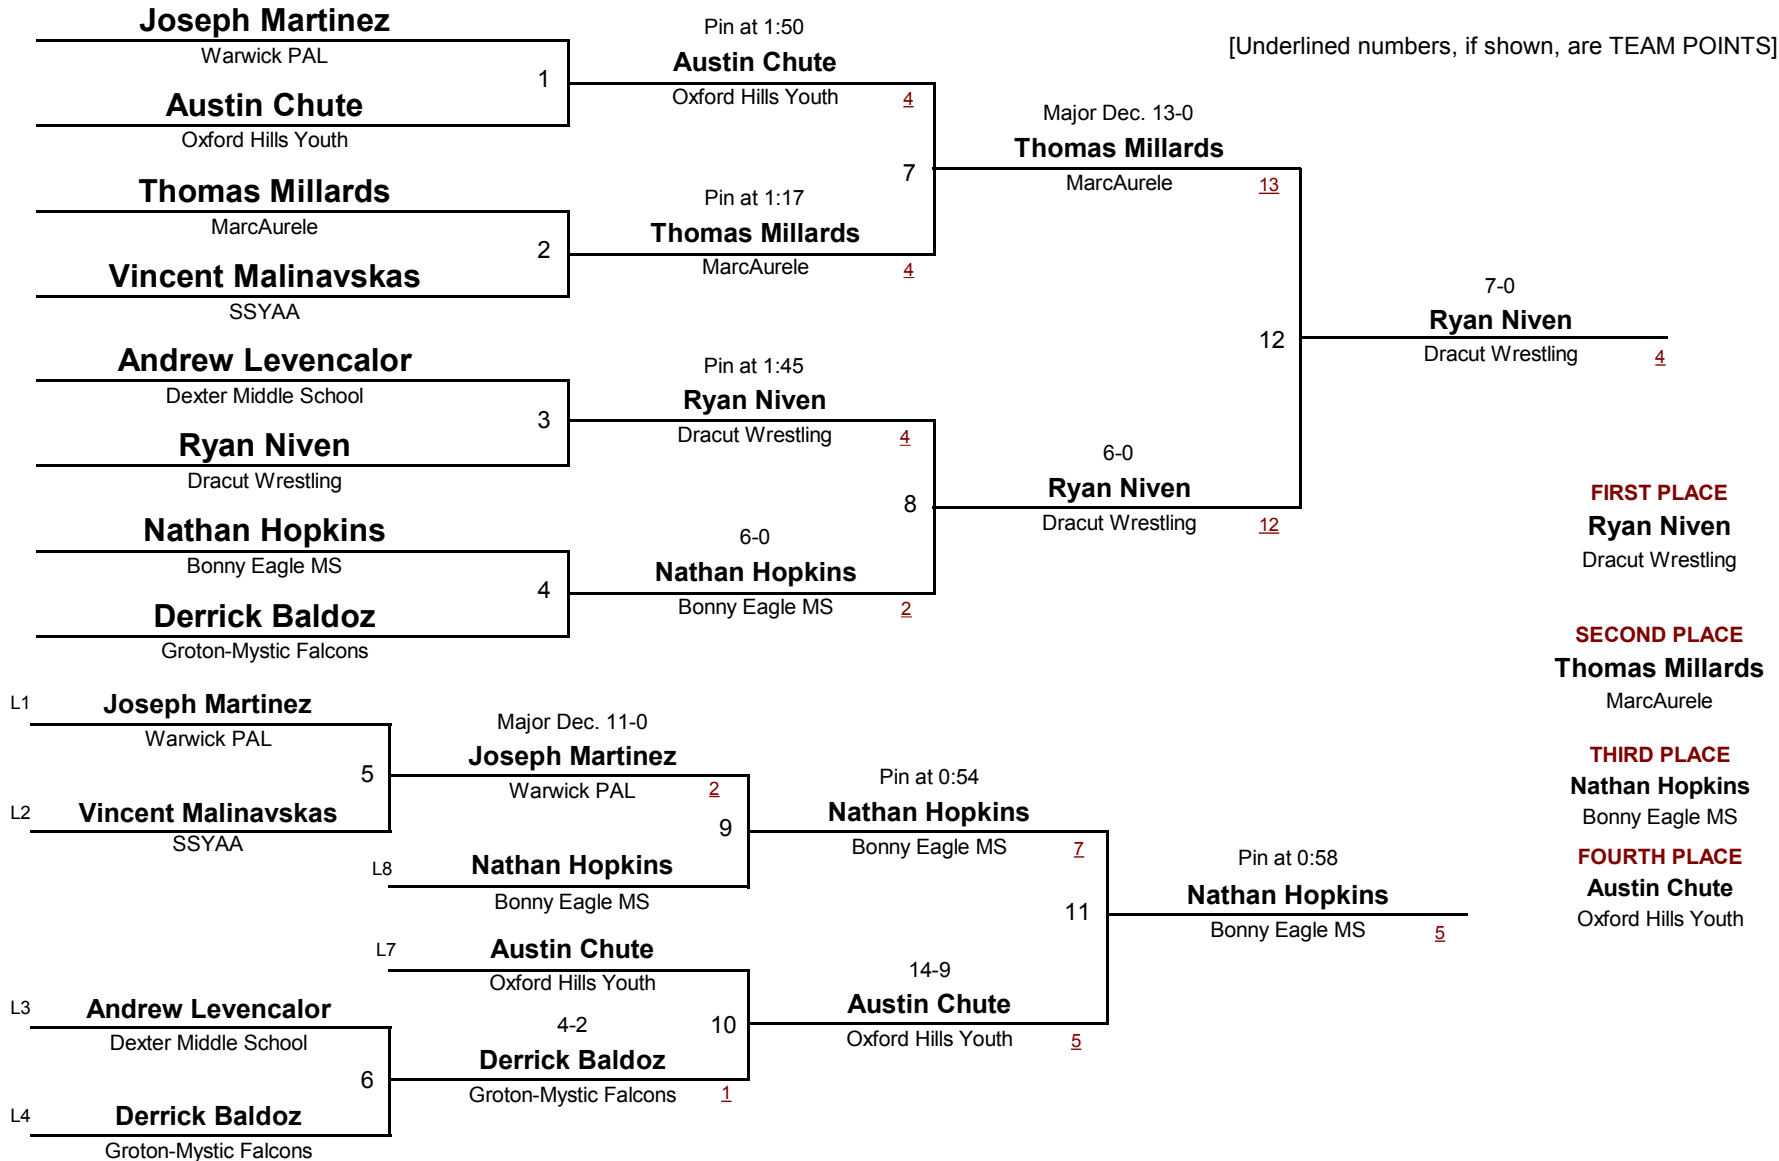 [Underlined numbers, if shown, are TEAM POINTS]
Joseph Martinez
Warwick PAL
1
Austin Chute
Oxford Hills Youth
Pin at 1:50
Austin Chute
Oxford Hills Youth
4
Thomas Millards
MarcAurele
2
Vincent Malinavskas
SSYAA
Pin at 1:17
Thomas Millards
MarcAurele
4
7
Major Dec. 13-0
Thomas Millards
MarcAurele
13
Andrew Levencalor
Dexter Middle School
3
Ryan Niven
Dracut Wrestling
Pin at 1:45
Ryan Niven
Dracut Wrestling
4
Nathan Hopkins
Bonny Eagle MS
4
Derrick Baldoz
Groton-Mystic Falcons
6-0
Nathan Hopkins
Bonny Eagle MS
2
8
6-0
Ryan Niven
Dracut Wrestling
12
12
7-0
Ryan Niven
Dracut Wrestling
4
FIRST PLACE
Ryan Niven
Dracut Wrestling
SECOND PLACE
Thomas Millards
MarcAurele
THIRD PLACE
Nathan Hopkins
Bonny Eagle MS
FOURTH PLACE
Austin Chute
Oxford Hills Youth
L1
Joseph Martinez
Warwick PAL
5
L2
Vincent Malinavskas
SSYAA
Major Dec. 11-0
Joseph Martinez
Warwick PAL
2
9
L8
Nathan Hopkins
Bonny Eagle MS
Pin at 0:54
Nathan Hopkins
Bonny Eagle MS
7
L7
Austin Chute
Oxford Hills Youth
10
L3
Andrew Levencalor
Dexter Middle School
6
L4
Derrick Baldoz
Groton-Mystic Falcons
4-2
Derrick Baldoz
Groton-Mystic Falcons
1
14-9
Austin Chute
Oxford Hills Youth
5
11
Pin at 0:58
Nathan Hopkins
Bonny Eagle MS
5